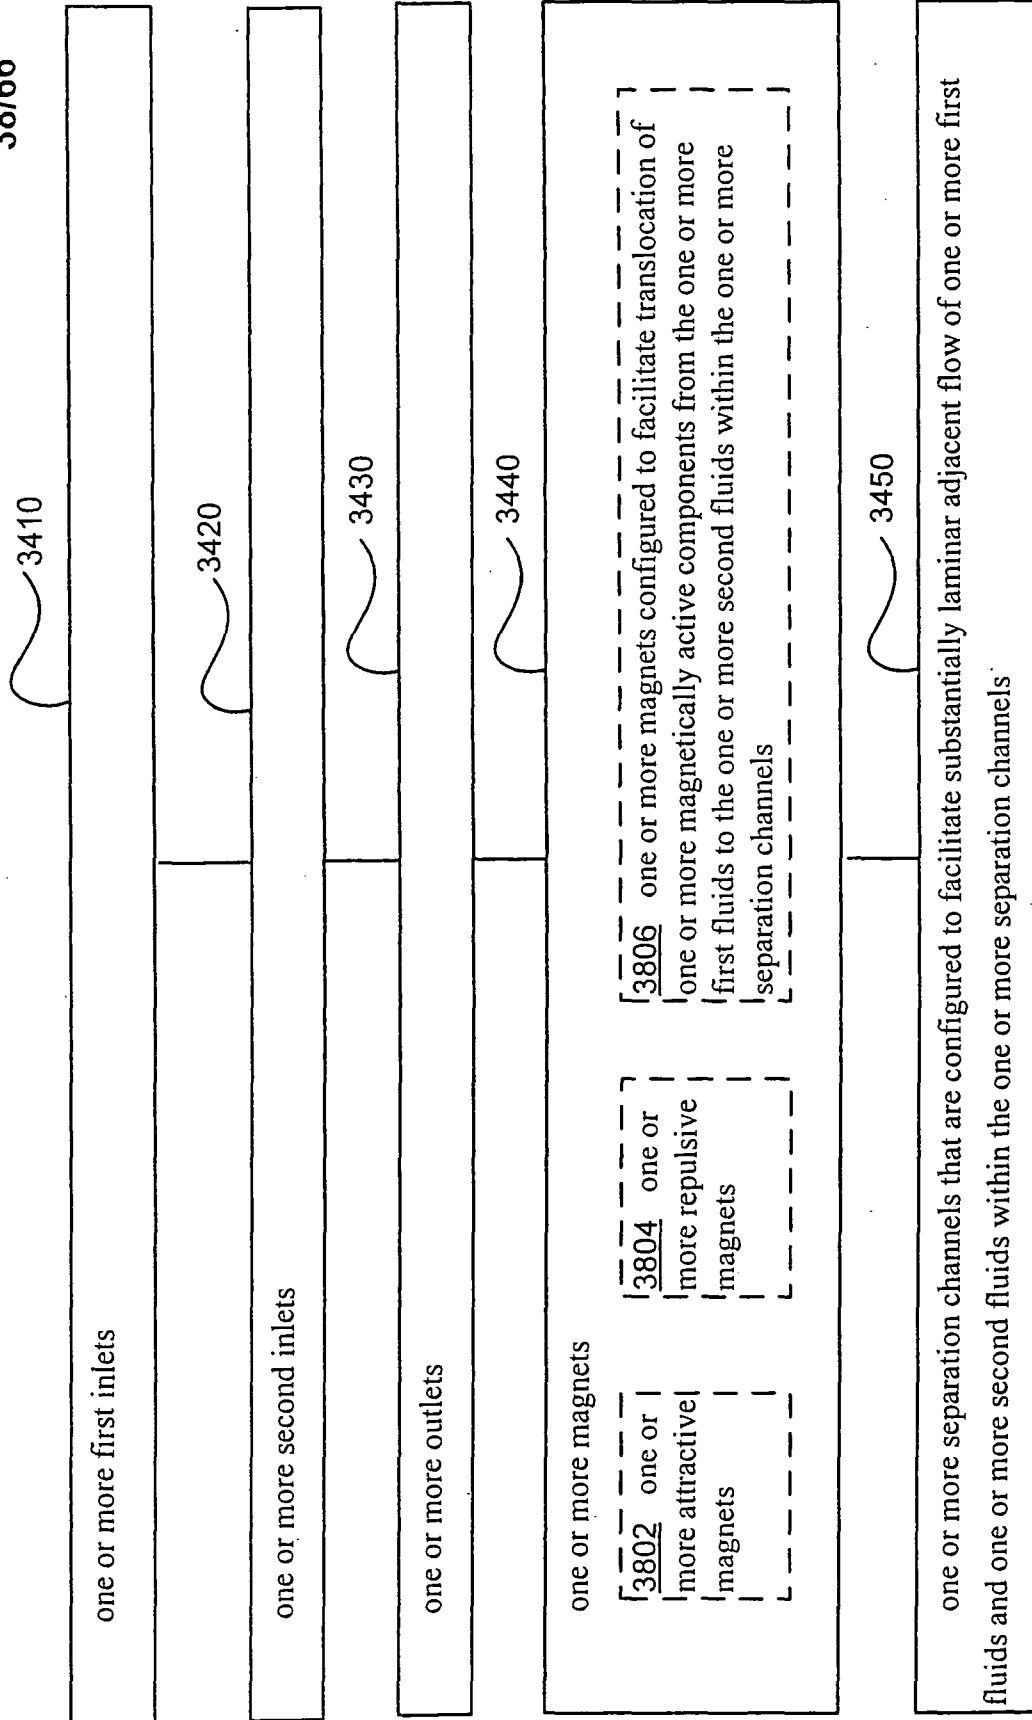 38/66
3410
one or more first inlets
3420
one or more second inlets
3430
one or more outlets
3440
one or more magnets
3802 one or
more attractive
magnets
3804 one or
more repulsive
magnets
3806 one or more magnets configured to facilitate translocation of
one or more magnetically active components from the one or more
first fluids to the one or more second fluids within the one or more
separation channels
3450
one or more separation channels that are configured to facilitate substantially laminar adjacent flow of one or more first
fluids and one or more second fluids within the one or more separation channels